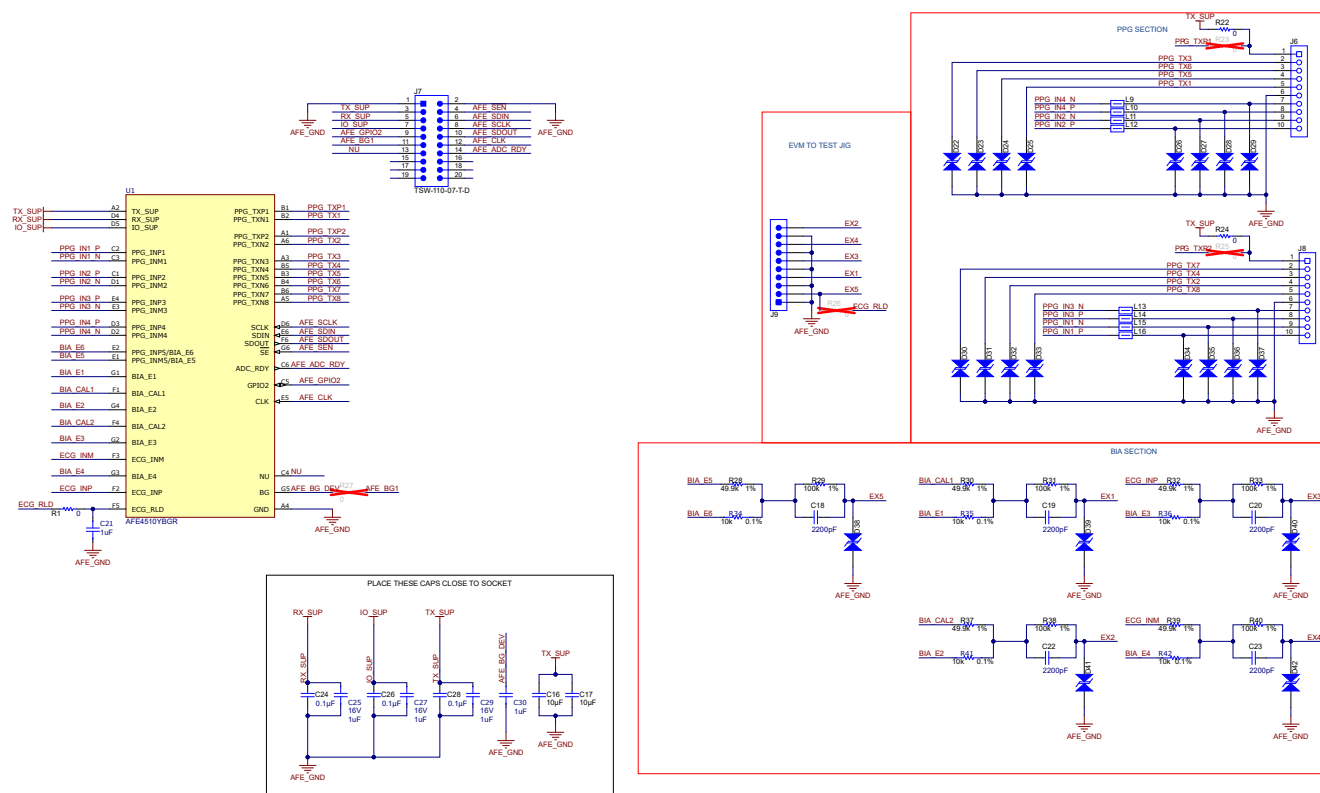 PPG SECTION
TX_SUP
R22
0
PPG_TXP1
R23
0
J6
PPG_TX3
PPG_TX6
PPG_TX5
PPG_TX1
PPG_IN4_N
PPG_IN4_P
PPG_IN2_N
PPG_IN2_P
L9
L10
L11
L12
1
2
3
4
5
6
7
8
9
10
D22
D23
D24
D25
D26
D27
D28
D29
AFE_GND
TX_SUP
R24
0
PPG_TXP2
R25
0
J8
PPG_TX7
PPG_TX4
PPG_TX2
PPG_TX8
PPG_IN3_N
PPG_IN3_P
PPG_IN1_N
PPG_IN1_P
L13
L14
L15
L16
1
2
3
4
5
6
7
8
9
10
D30
D31
D32
D33
D34
D35
D36
D37
AFE_GND
J7
TX_SUP
RX_SUP
IO_SUP
AFE_GPIO2
AFE_BG1
NU
1
3
5
7
9
11
13
15
17
19
2
4
6
8
10
12
14
16
18
20
AFE_SEN
AFE_SDIN
AFE_SCLK
AFE_SDOUT
AFE_CLK
AFE_ADC_RDY
AFE_GND
AFE_GND
TSW-110-07-T-D
EVM TO TEST JIG
EX2
EX4
EX3
EX1
EX5
R26
ECG_RLD
J9
AFE_GND
U1
TX_SUP A2 TX_SUP
RX_SUP D4 RX_SUP
IO_SUP D5 IO_SUP
PPG_IN1_P C2 PPG_INP1
PPG_IN1_N C3 PPG_INM1
PPG_IN2_P C1 PPG_INP2
PPG_IN2_N D1 PPG_INM2
PPG_IN3_P E4 PPG_INP3
PPG_IN3_N E3 PPG_INM3
PPG_IN4_P D3 PPG_INP4
PPG_IN4_N D2 PPG_INM4
BIA_E6 E2 PPG_INP5/BIA_E6
BIA_E5 E1 PPG_INM5/BIA_E5
BIA_E1 G1 BIA_E1
BIA_CAL1 F1 BIA_CAL1
BIA_E2 G4 BIA_E2
BIA_CAL2 F4 BIA_CAL2
BIA_E3 G2 BIA_E3
ECG_INM F3 ECG_INM
BIA_E4 G3 BIA_E4
ECG_INP F2 ECG_INP
ECG_RLD R1 0 F5 ECG_RLD
C21
1uF
AFE_GND
PPG_TXP1 B1 PPG_TXP1
PPG_TXN1 B2 PPG_TX1
PPG_TXP2 A1 PPG_TXP2
PPG_TXN2 A6 PPG_TX2
PPG_TXN3 A3 PPG_TX3
PPG_TXN4 B5 PPG_TX4
PPG_TXN5 B3 PPG_TX5
PPG_TXN6 B4 PPG_TX6
PPG_TXN7 B6 PPG_TX7
PPG_TXN8 A5 PPG_TX8
SCLK D6 AFE_SCLK
SDIN E6 AFE_SDIN
SDOUT F6 AFE_SDOUT
SE G6 AFE_SEN
ADC_RDY C6 AFE_ADC_RDY
GPIO2 C5 AFE_GPIO2
CLK E5 AFE_CLK
NU C4 NU
BG G5 AFE_BG_DEV R27 0 AFE_BG1
GND A4
AFE_GND
AFE4510YBGR
BIA SECTION
BIA_E5 R28 49.9k 1%
R29 100k 1%
BIA_E6 R34 10k 0.1%
C18 2200pF
EX5
D38
AFE_GND
BIA_CAL1 R30 49.9k 1%
R31 100k 1%
BIA_E1 R35 10k 0.1%
C19 2200pF
EX1
D39
AFE_GND
ECG_INP R32 49.9k 1%
R33 100k 1%
BIA_E3 R36 10k 0.1%
C20 2200pF
EX3
D40
AFE_GND
BIA_CAL2 R37 49.9k 1%
R38 100k 1%
BIA_E2 R41 10k 0.1%
C22 2200pF
EX2
D41
AFE_GND
ECG_INM R39 49.9k 1%
R40 100k 1%
BIA_E4 R42 10k 0.1%
C23 2200pF
EX4
D42
AFE_GND
PLACE THESE CAPS CLOSE TO SOCKET
RX_SUP
IO_SUP
TX_SUP
AFE_BG_DEV
TX_SUP
RX_SUP
IO_SUP
TX_SUP
C24
0.1µF
C25
16V
1uF
C26
0.1µF
C27
16V
1uF
C28
0.1µF
C29
16V
1uF
C30
1uF
C16
10µF
C17
10µF
AFE_GND
AFE_GND
AFE_GND